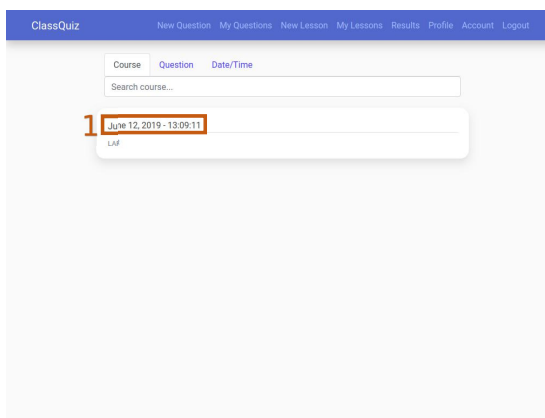 ClassQuiz New Question My Questions New Lesson My Lessons Results Profile Account Logout
Course Question Date/Time
Search course...
1 June 12, 2019 - 13:09:11